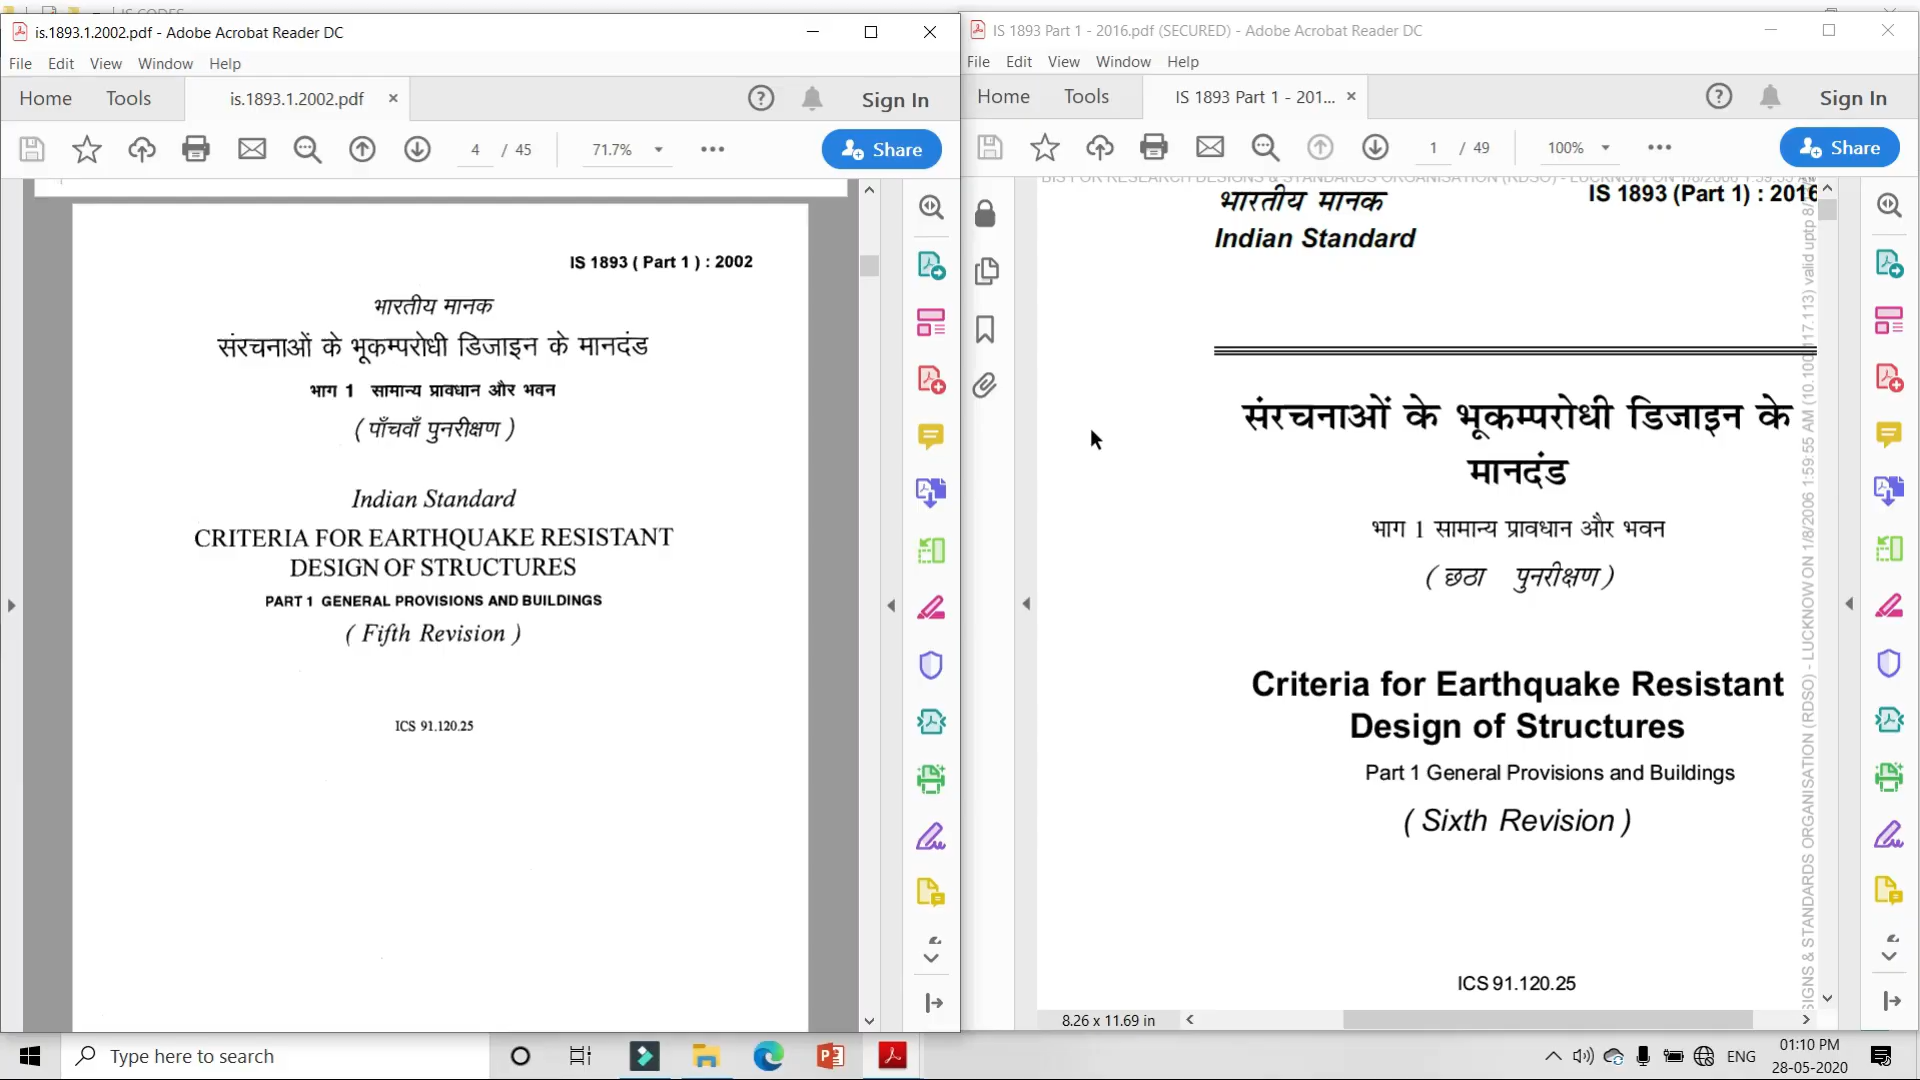 is.1893.1.2002.pdf - Adobe Acrobat Reader DC
File Edit View Window Help
Home Tools is.1893.1.2002.pdf Sign In
4 / 45 71.7% Share
IS 1893 ( Part 1 ) : 2002
भारतीय मानक
संरचनाओं के भूकम्परोधी डिजाइन के मानदंड
भाग 1 सामान्य प्रावधान और भवन
( पाँचवाँ पुनरीक्षण )
Indian Standard
CRITERIA FOR EARTHQUAKE RESISTANT
DESIGN OF STRUCTURES
PART 1 GENERAL PROVISIONS AND BUILDINGS
( Fifth Revision )
ICS 91.120.25
IS 1893 Part 1 - 2016.pdf (SECURED) - Adobe Acrobat Reader DC
File Edit View Window Help
Home Tools IS 1893 Part 1 - 201... Sign In
1 / 49 100% Share
भारतीय मानक
IS 1893 (Part 1) : 2016
Indian Standard
संरचनाओं के भूकम्परोधी डिजाइन के
मानदंड
भाग 1 सामान्य प्रावधान और भवन
( छठा पुनरीक्षण )
Criteria for Earthquake Resistant
Design of Structures
Part 1 General Provisions and Buildings
( Sixth Revision )
ICS 91.120.25
8.26 x 11.69 in
Type here to search
ENG
01:10 PM
28-05-2020